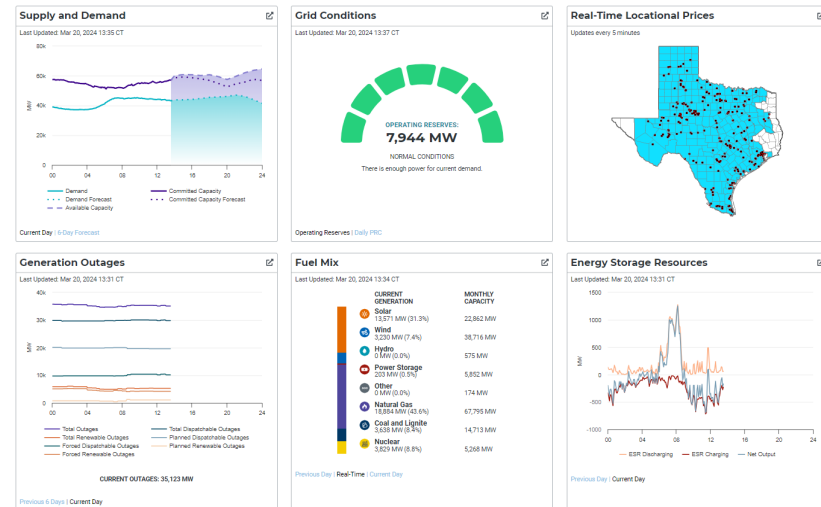 Supply and Demand
Last Updated: Mar 20, 2024 13:35 CT
80k
60k
40k
20k
0
MW
00 04 08 12 16 20 24
Demand
Committed Capacity
Demand Forecast
Committed Capacity Forecast
Available Capacity
Current Day | 6-Day Forecast
Grid Conditions
Last Updated: Mar 20, 2024 13:37 CT
OPERATING RESERVES:
7,944 MW
NORMAL CONDITIONS
There is enough power for current demand.
Operating Reserves | Daily PRC
Real-Time Locational Prices
Updates every 5 minutes
Generation Outages
Last Updated: Mar 20, 2024 13:31 CT
40k
30k
20k
10k
0
MW
00 04 08 12 16 20 24
Total Outages
Total Dispatchable Outages
Total Renewable Outages
Planned Dispatchable Outages
Forced Dispatchable Outages
Planned Renewable Outages
Forced Renewable Outages
CURRENT OUTAGES: 35,123 MW
Previous 6 Days | Current Day
Fuel Mix
Last Updated: Mar 20, 2024 13:34 CT
CURRENT GENERATION
MONTHLY CAPACITY
Solar
13,571 MW (31.3%) 22,862 MW
Wind
3,230 MW (7.4%) 38,716 MW
Hydro
0 MW (0.0%) 575 MW
Power Storage
203 MW (0.5%) 5,852 MW
Other
0 MW (0.0%) 174 MW
Natural Gas
18,884 MW (43.6%) 67,795 MW
Coal and Lignite
3,638 MW (8.4%) 14,713 MW
Nuclear
3,829 MW (8.8%) 5,268 MW
Previous Day | Real-Time | Current Day
Energy Storage Resources
Last Updated: Mar 20, 2024 13:31 CT
1500
1000
500
0
-500
-1000
MW
00 04 08 12 16 20 24
ESR Discharging
ESR Charging
Net Output
Previous Day | Current Day